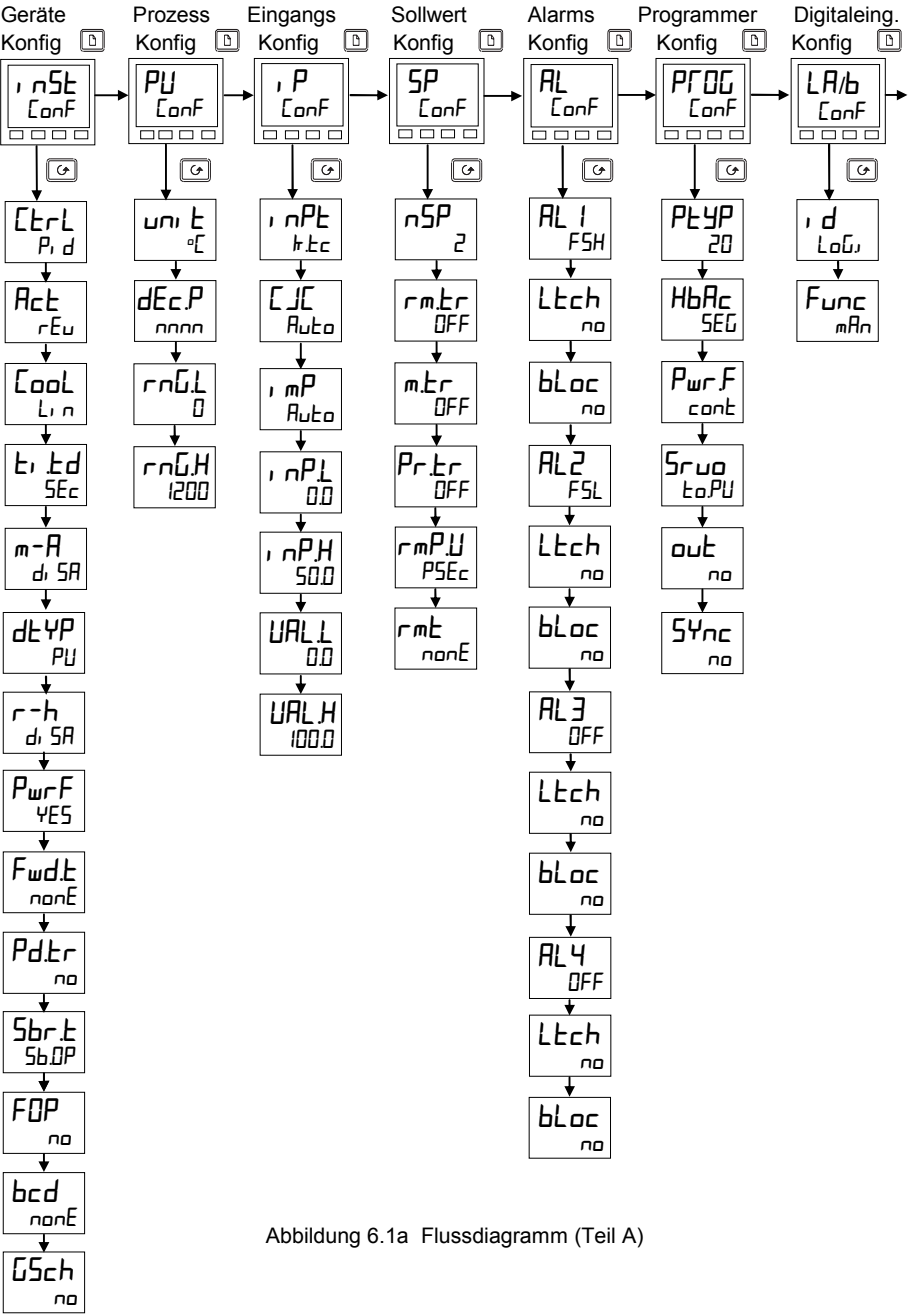 Geräte Konfig
Prozess Konfig
Eingangs Konfig
Sollwert Konfig
Alarms Konfig
Programmer Konfig
Digitaleing. Konfig
inSt
ConF
PV
ConF
iP
ConF
SP
ConF
AL
ConF
PrOG
ConF
LA/b
ConF
CtrL
Pid
Act
rEv
CooL
Lin
ti.td
SEc
m-A
diSA
dtYP
PV
r-h
diSA
PwrF
YES
Fwd.t
nonE
Pd.tr
no
Sbr.t
Sb.OP
FOP
no
bcd
nonE
GSch
no
unit
°C
dEc.P
nnnn
rnG.L
0
rnG.H
1200
inPt
k.tc
CJC
Auto
imP
Auto
inP.L
0.0
inP.H
50.0
VAL.L
0.0
VAL.H
100.0
nSP
2
rm.tr
OFF
m.tr
OFF
Pr.tr
OFF
rmP.U
PSEc
rmt
nonE
AL 1
FSH
Ltch
no
bLoc
no
AL2
FSL
Ltch
no
bLoc
no
AL3
OFF
Ltch
no
bLoc
no
AL4
OFF
Ltch
no
bLoc
no
PtYP
20
HbAc
SEG
Pwr.F
cont
Srvo
to.PV
out
no
SYnc
no
id
LoGi
Func
mAn
Abbildung 6.1a Flussdiagramm (Teil A)